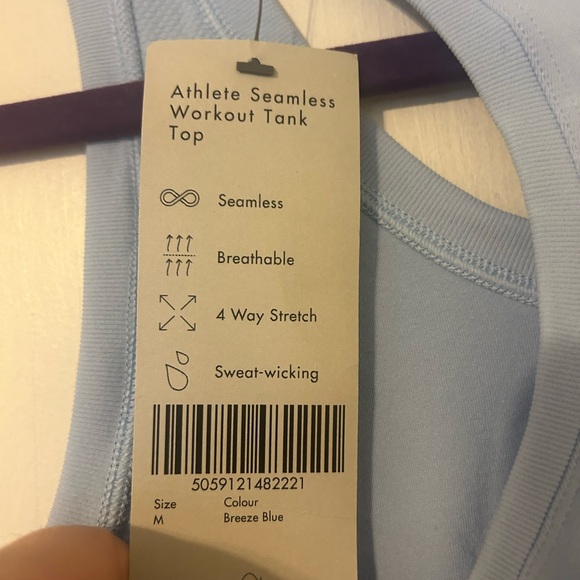 Athlete Seamless
Workout Tank
Top
Seamless
Breathable
4 Way Stretch
Sweat-wicking
5059121482221
Size Colour
M Breeze Blue